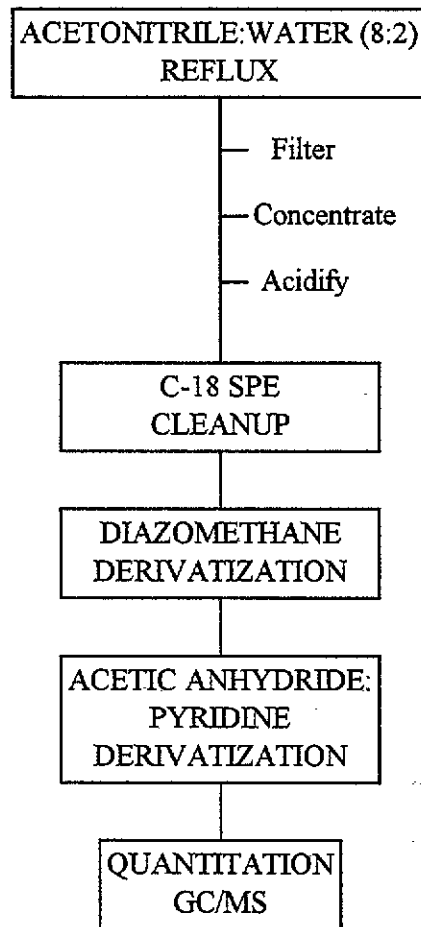 ACETONITRILE:WATER (8:2)
REFLUX
Filter
Concentrate
Acidify
C-18 SPE
CLEANUP
DIAZOMETHANE
DERIVATIZATION
ACETIC ANHYDRIDE:
PYRIDINE
DERIVATIZATION
QUANTITATION
GC/MS